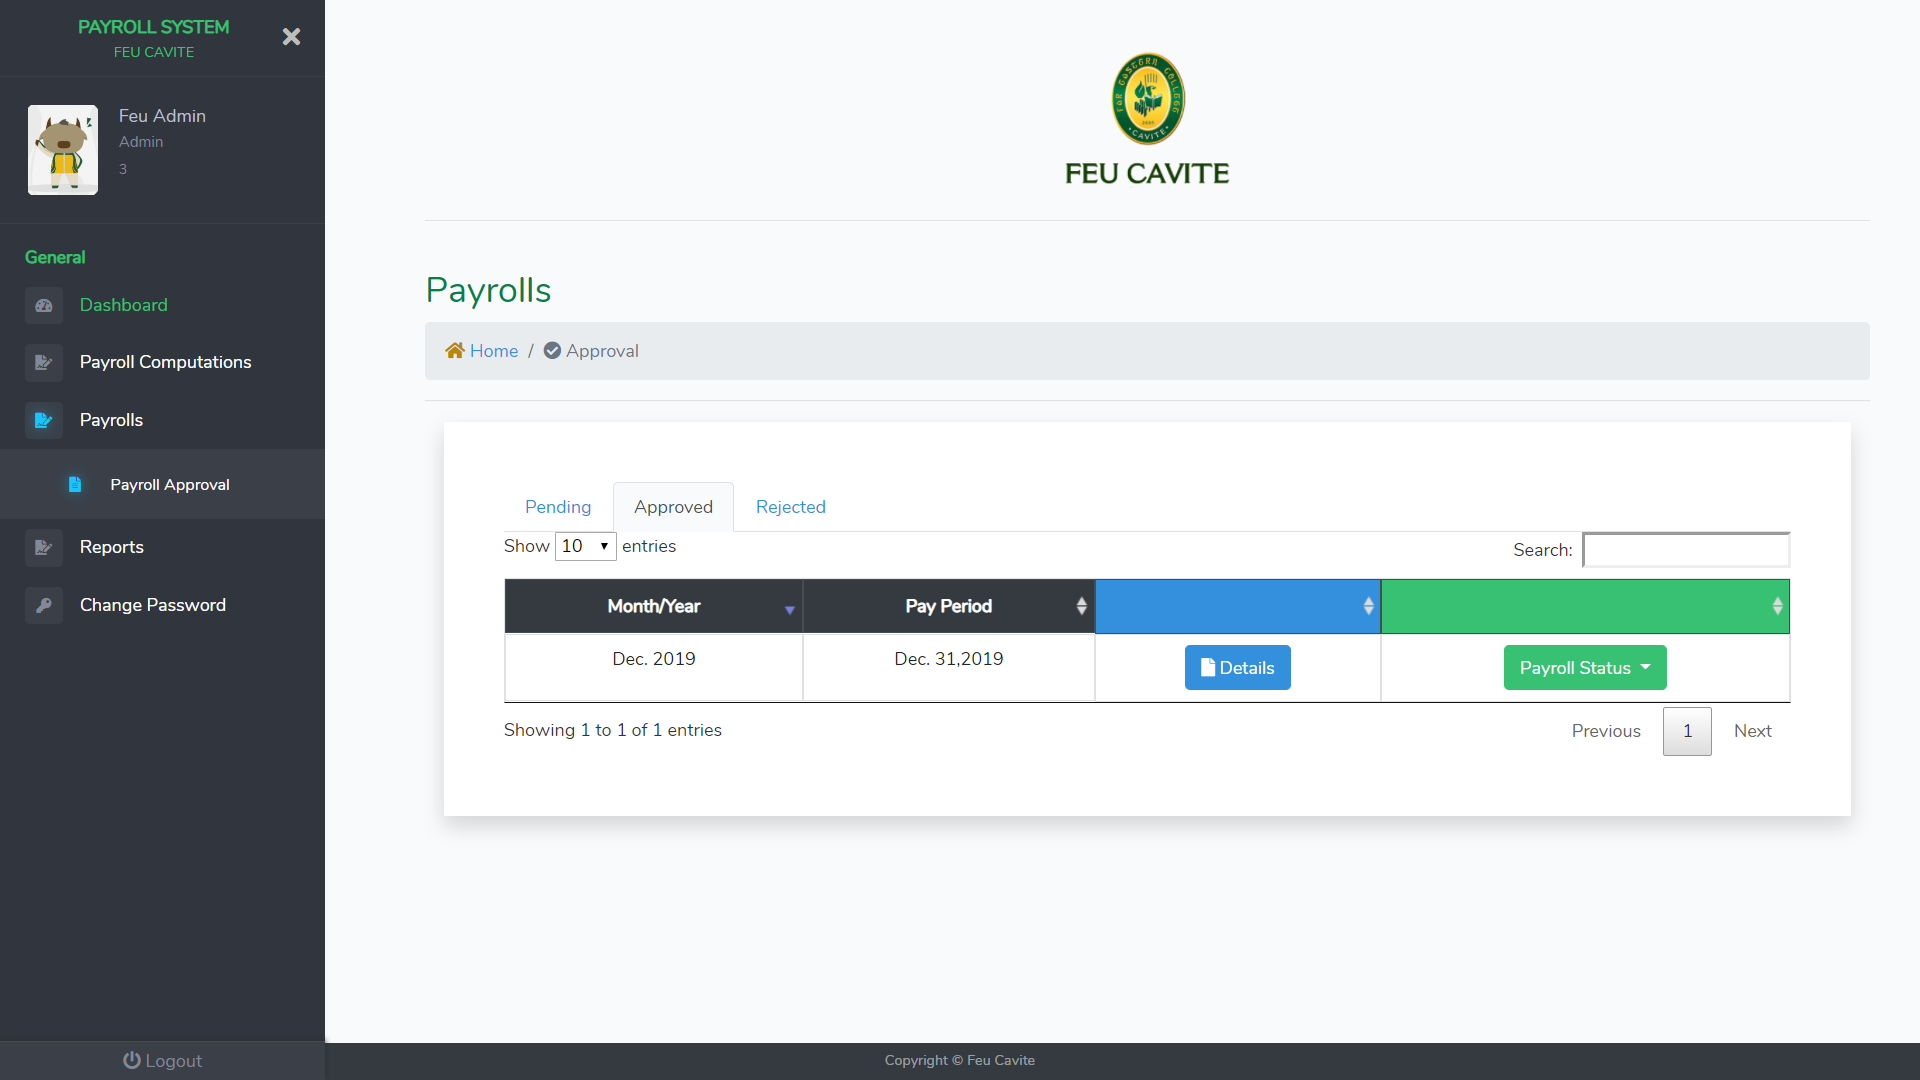 PAYROLL SYSTEM
FEU CAVITE
Feu Admin
Admin
3
General
Dashboard
Payroll Computations
Payrolls
Payroll Approval
Reports
Change Password
Logout
CAVITE
FEU CAVITE
Payrolls
Home / Approval
Pending Approved Rejected
Show 10 entries
Search:
Month/Year Pay Period
Dec. 2019 Dec. 31,2019 Details Payroll Status
Showing 1 to 1 of 1 entries
Previous 1 Next
Copyright © Feu Cavite